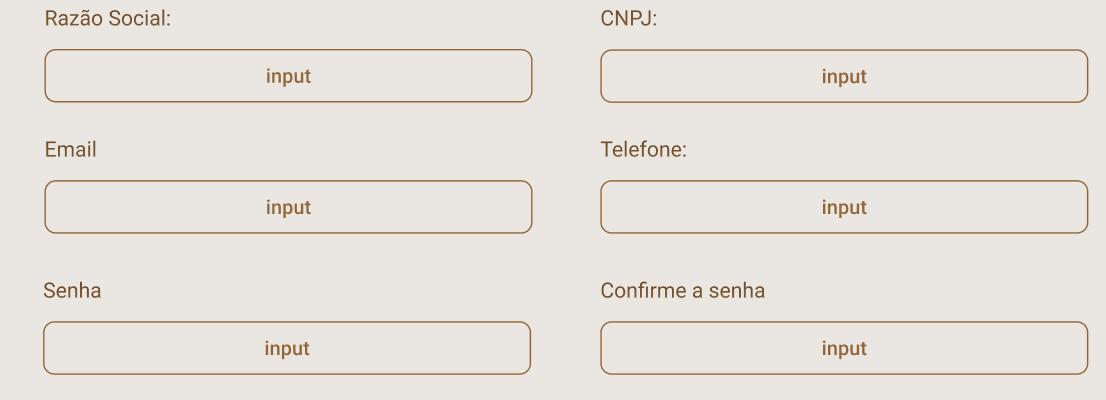 Razão Social:
CNPJ:
input
input
Email
Telefone:
input
input
Senha
Confirme a senha
input
input